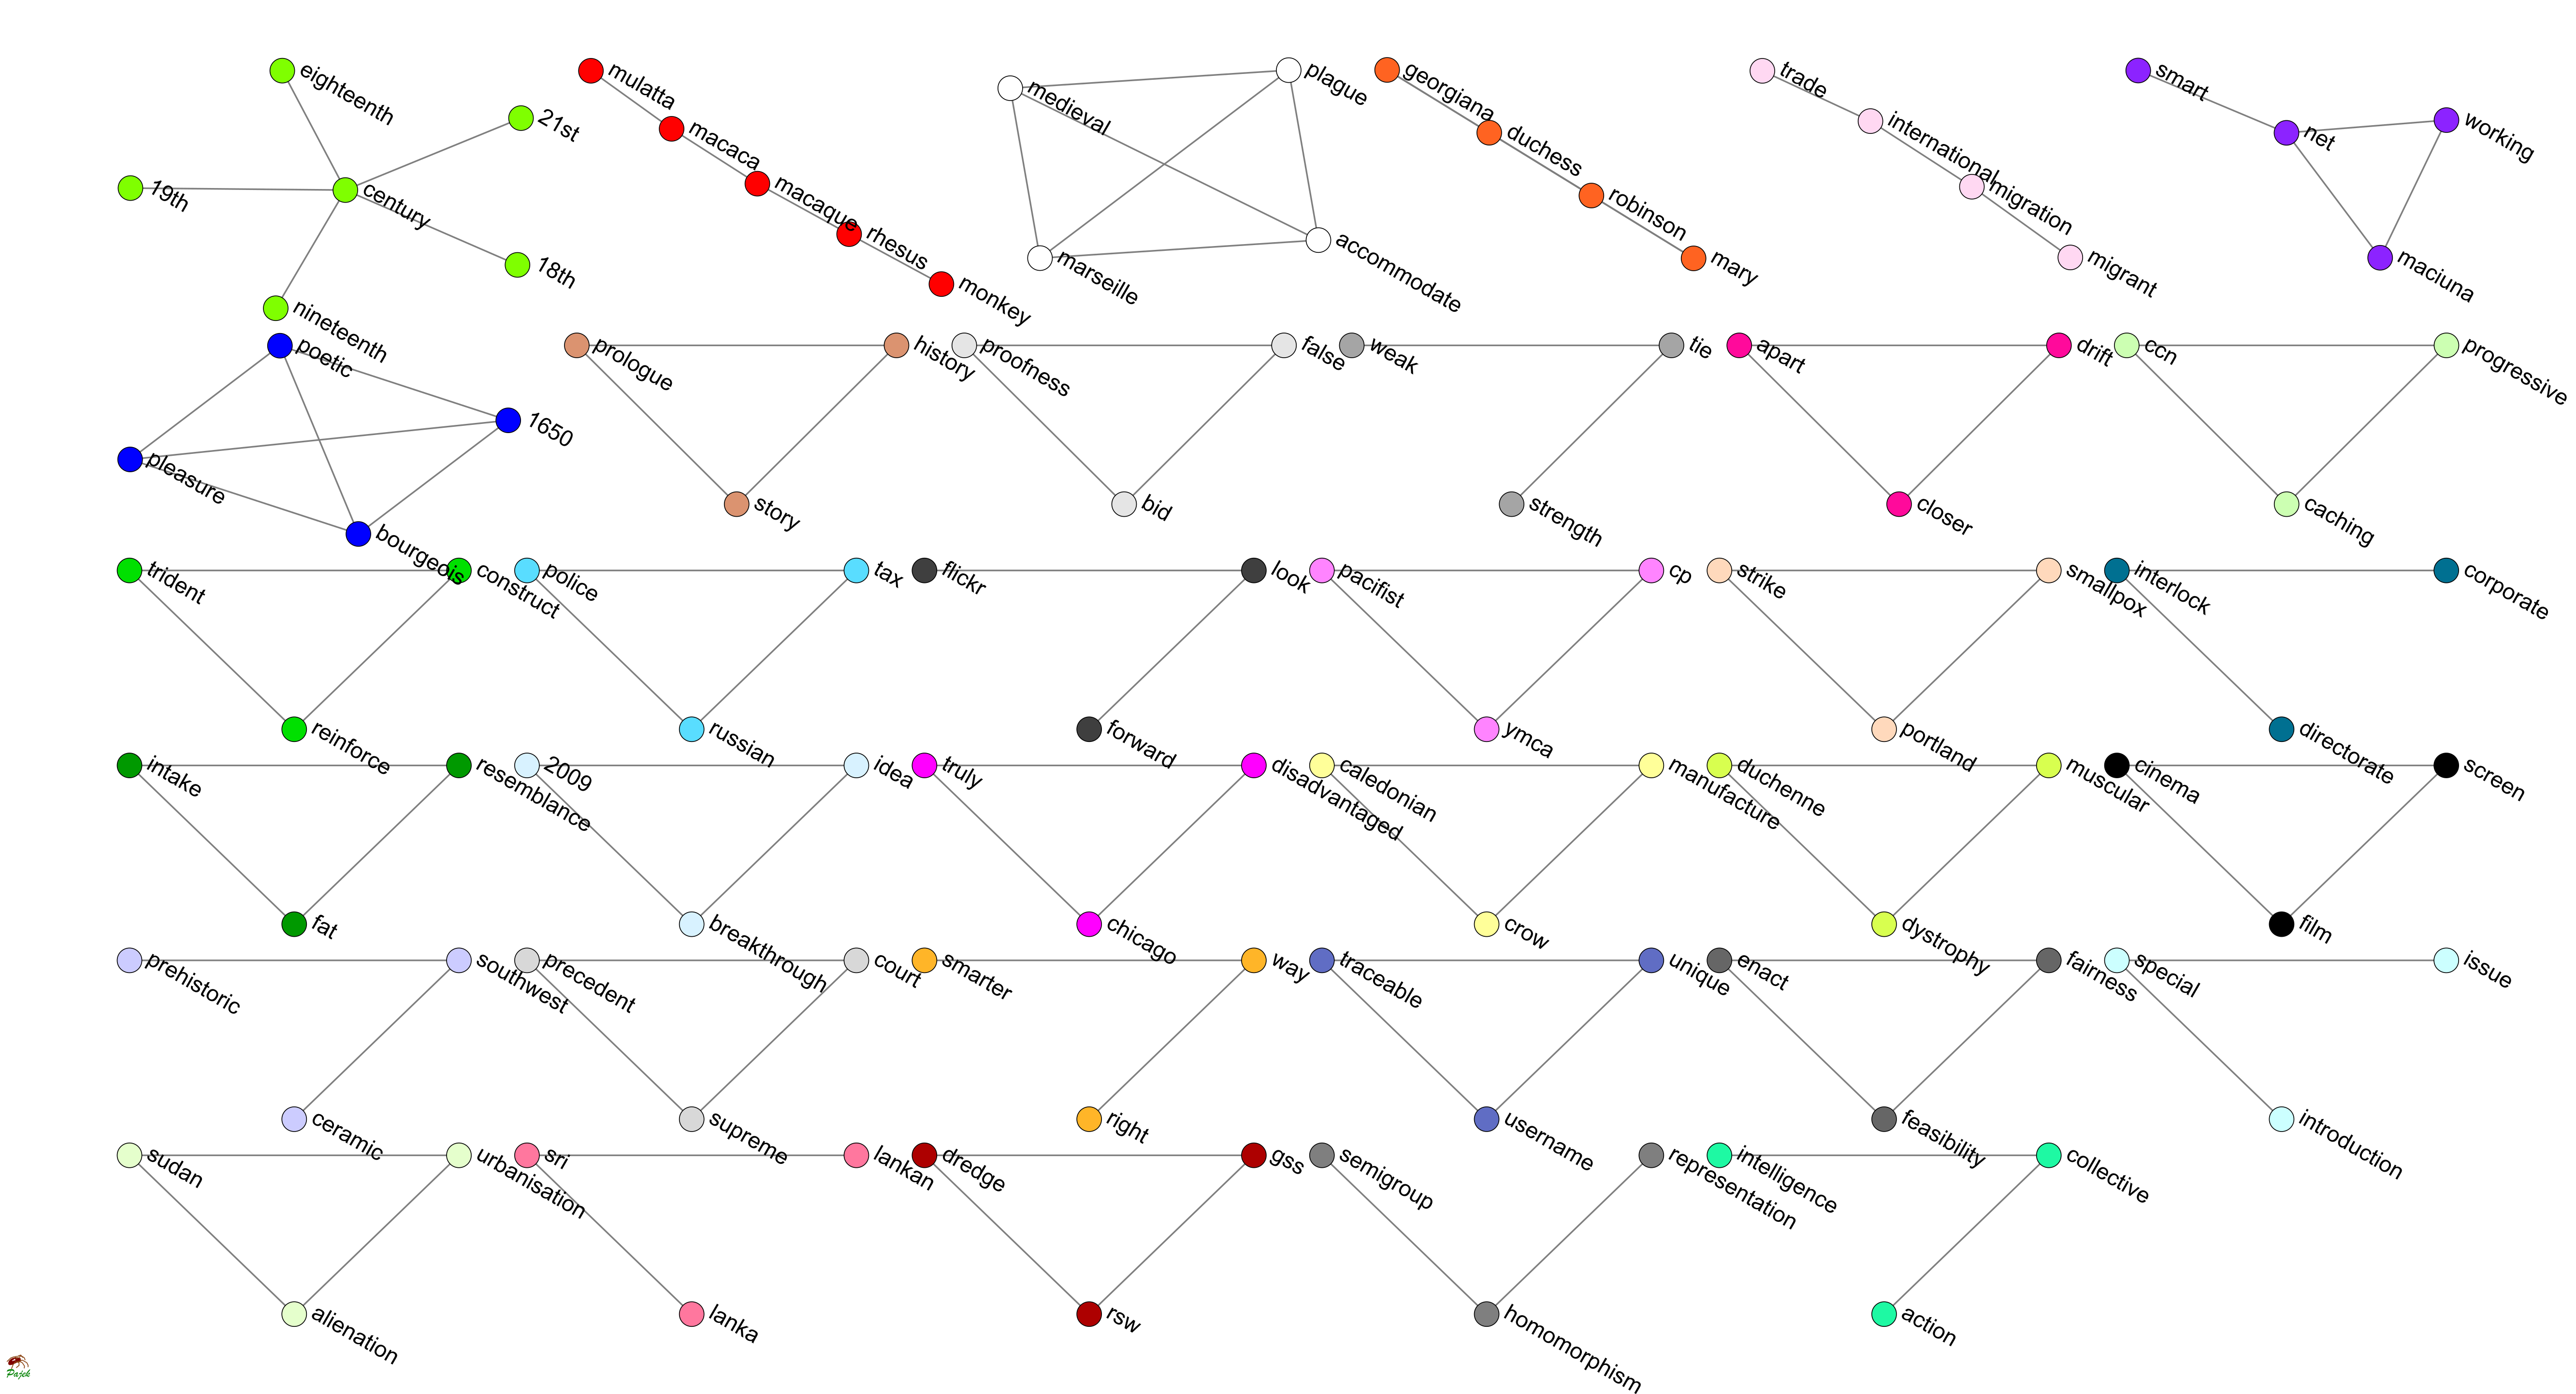 eighteenth
21st
19th
century
18th
nineteenth
mulatta
macaca
macaque
rhesus
monkey
medieval
plague
marseille
accommodate
georgiana
duchess
robinson
mary
trade
international
migration
migrant
smart
net
working
maciuna
poetic
1650
pleasure
bourgeois
prologue
history
story
proofness
false
bid
weak
tie
strength
apart
drift
closer
ccn
progressive
caching
trident
construct
reinforce
police
tax
russian
flickr
look
forward
pacifist
cp
ymca
strike
smallpox
portland
interlock
corporate
directorate
intake
resemblance
fat
2009
idea
breakthrough
truly
disadvantaged
chicago
caledonian
manufacture
crow
duchenne
muscular
dystrophy
cinema
screen
film
prehistoric
southwest
ceramic
precedent
court
supreme
smarter
way
right
traceable
unique
username
enact
fairness
feasibility
special
issue
introduction
sudan
urbanisation
alienation
sri
lankan
lanka
dredge
gss
rsw
semigroup
representation
homomorphism
intelligence
collective
action
Pajek